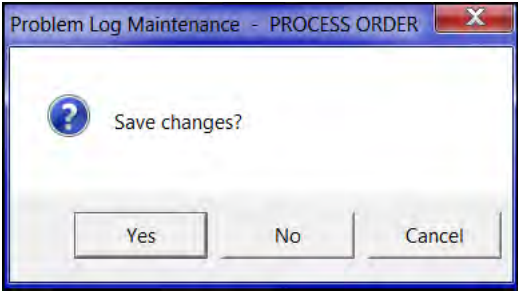 Problem Log Maintenance - PROCESS ORDER
X
? Save changes?
Yes No Cancel